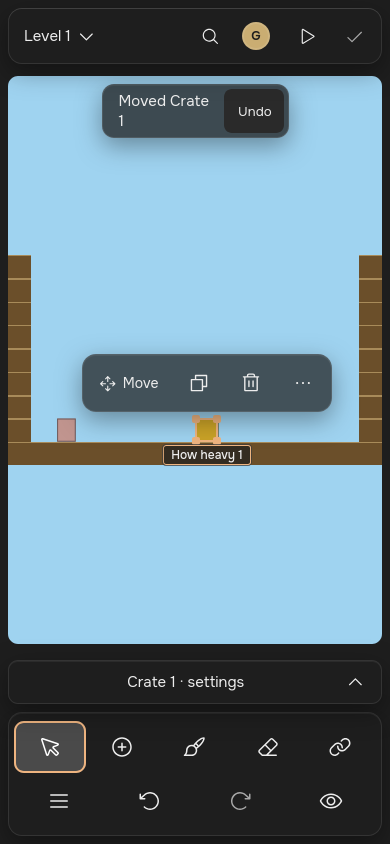 Level 1
G
Moved Crate
1
Undo
Move
How heavy 1
Crate 1 · settings